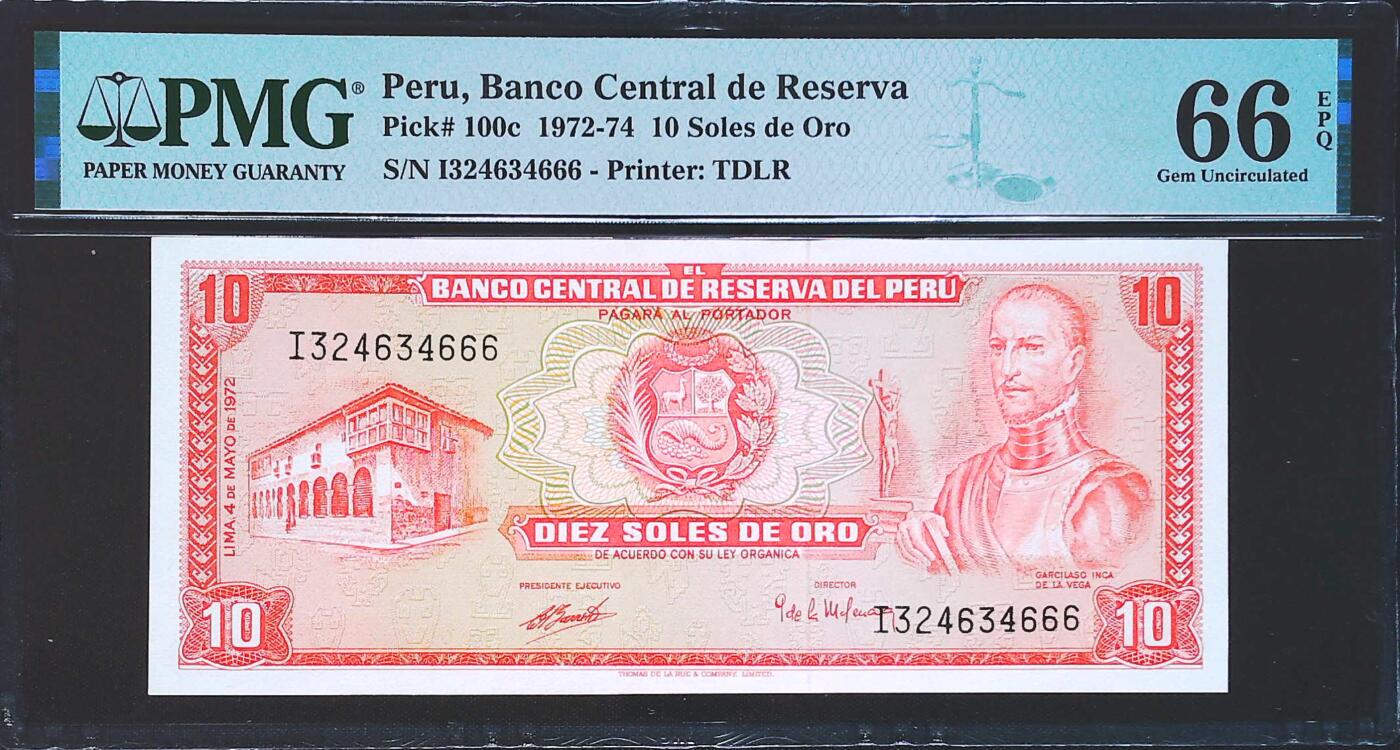 PMG®
PAPER MONEY GUARANTY
Peru, Banco Central de Reserva
Pick# 100c 1972-74 10 Soles de Oro
S/N I324634666 - Printer: TDLR
66
EPQ
Gem Uncirculated
10
EL
BANCO CENTRAL DE RESERVA DEL PERÚ
10
PAGARÁ AL PORTADOR
I324634666
LIMA, 4 DE MAYO DE 1972
DIEZ SOLES DE ORO
DE ACUERDO CON SU LEY ORGANICA
PRESIDENTE EJECUTIVO
DIRECTOR
GARCILASO INCA
DE LA VEGA
I324634666
10
10
THOMAS DE LA RUE & COMPANY, LIMITED.